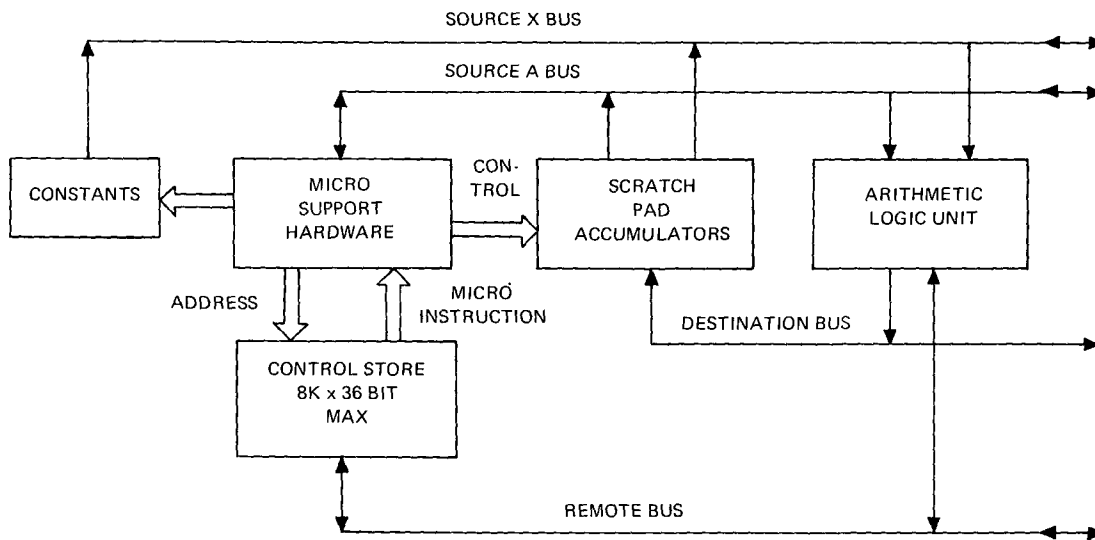 SOURCE X BUS
SOURCE A BUS
CONSTANTS
MICRO
SUPPORT
HARDWARE
CON-
TROL
SCRATCH
PAD
ACCUMULATORS
ARITHMETIC
LOGIC UNIT
ADDRESS
MICRO
INSTRUCTION
DESTINATION BUS
CONTROL STORE
8K x 36 BIT
MAX
REMOTE BUS